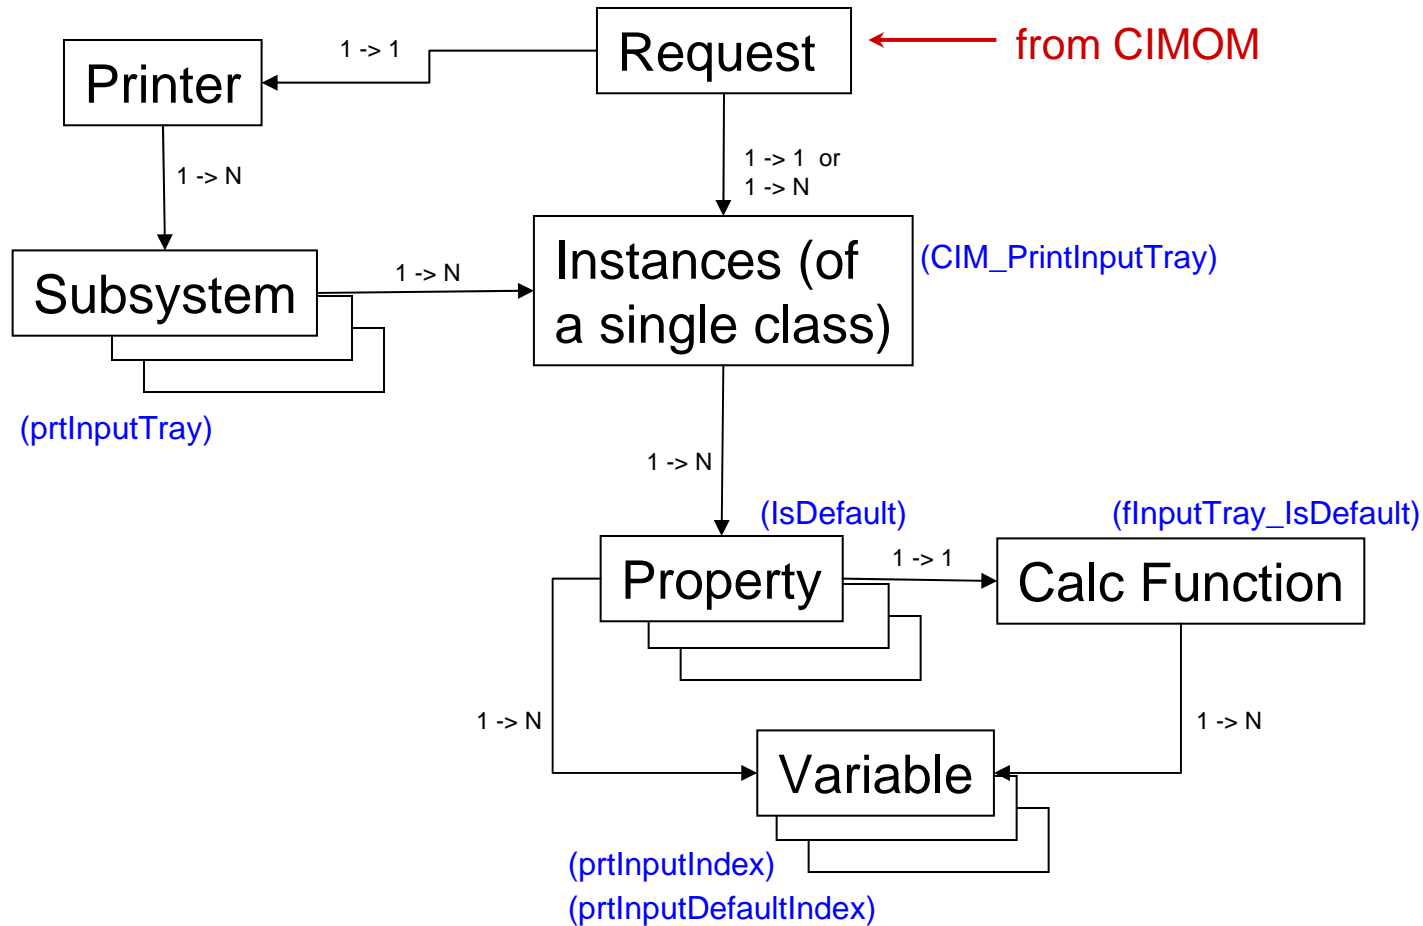 Request
from CIMOM
1 -> 1
Printer
1 -> 1 or
1 -> N
1 -> N
Instances (of
a single class)
(CIM_PrintInputTray)
1 -> N
Subsystem
(prtInputTray)
1 -> N
(IsDefault)
(fInputTray_IsDefault)
Property
1 -> 1
Calc Function
1 -> N
1 -> N
Variable
(prtInputIndex)
(prtInputDefaultIndex)